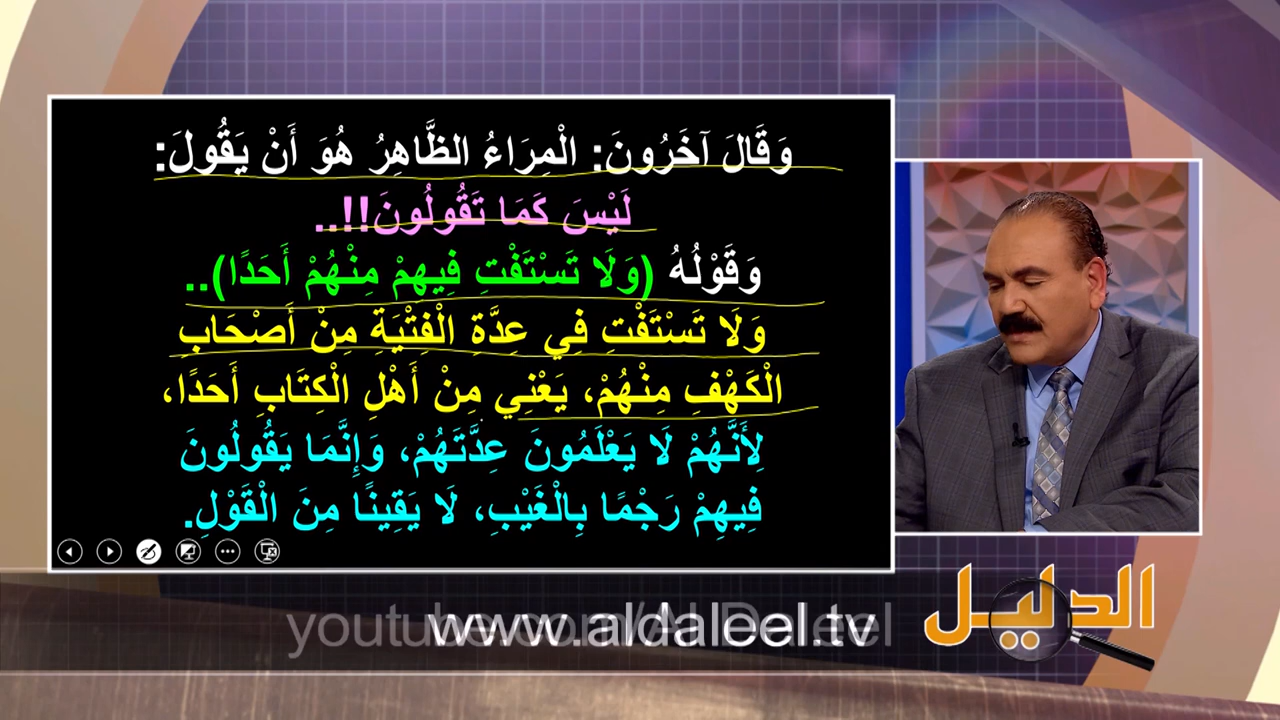 وَقَالَ آخَرُونَ: الْمِرَاءُ الظَّاهِرُ هُوَ أَنْ يَقُولَ:
لَيْسَ كَمَا تَقُولُونَ!!..
وَقَوْلُهُ (وَلَا تَسْتَفْتِ فِيهِمْ مِنْهُمْ أَحَدًا)..
وَلَا تَسْتَفْتِ فِي عِدَّةِ الْفِتْيَةِ مِنْ أَصْحَابِ
الْكَهْفِ مِنْهُمْ، يَعْنِي مِنْ أَهْلِ الْكِتَابِ أَحَدًا،
لِأَنَّهُمْ لَا يَعْلَمُونَ عِدَّتَهُمْ، وَإِنَّمَا يَقُولُونَ
فِيهِمْ رَجْمًا بِالْغَيْبِ، لَا يَقِينًا مِنَ الْقَوْلِ.
الدليل
www.aldaleel.tv